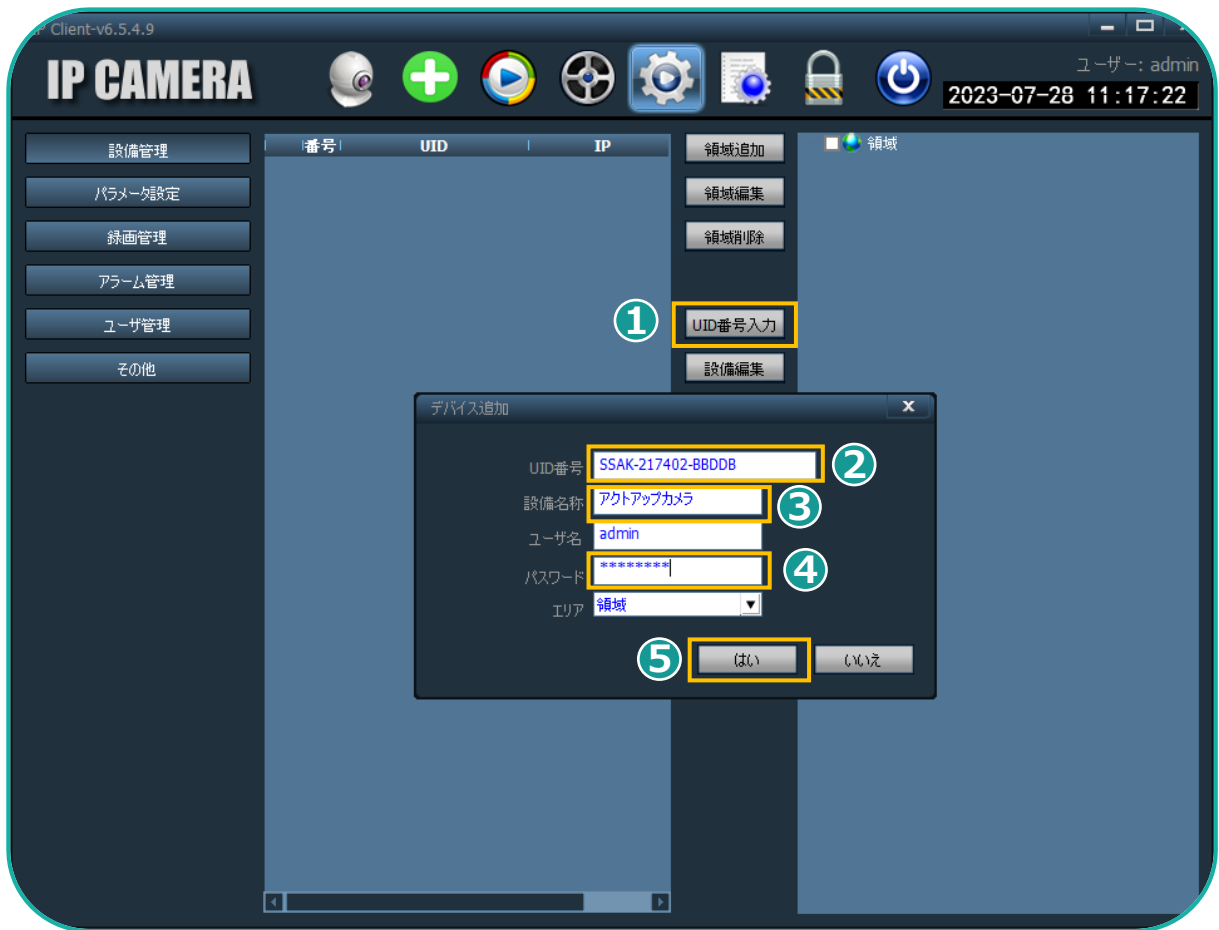 IP Client-v6.5.4.9
IP CAMERA
ユーザー: admin
2023-07-28 11:17:22
設備管理
パラメータ設定
録画管理
アラーム管理
ユーザ管理
その他
番号 UID IP
領域追加
領域編集
領域削除
① UID番号入力
設備編集
領域
デバイス追加 x
UID番号 SSAK-217402-BBDDB ②
設備名称 アクトアップカメラ ③
ユーザ名 admin
パスワード ******** ④
エリア 領域
⑤ はい いいえ